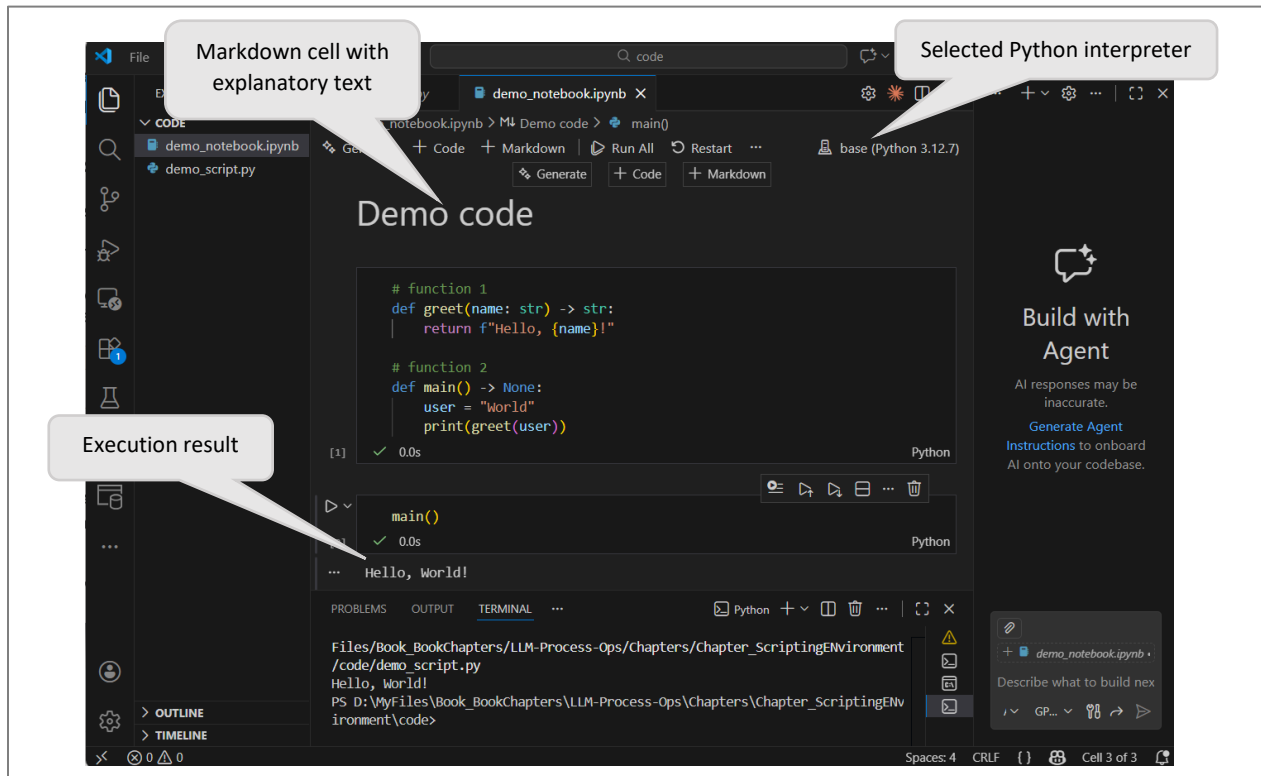 Markdown cell with
explanatory text
Selected Python interpreter
File
code
demo_notebook.ipynb
CODE
demo_notebook.ipynb
demo_script.py
notebook.ipynb > M↓ Demo code > main()
+ Code + Markdown | Run All Restart ···
base (Python 3.12.7)
Generate + Code + Markdown
Demo code
# function 1
def greet(name: str) -> str:
return f"Hello, {name}!"
# function 2
def main() -> None:
user = "World"
print(greet(user))
[1] ✓ 0.0s Python
Execution result
main()
✓ 0.0s Python
··· Hello, World!
PROBLEMS OUTPUT TERMINAL ···
Python
Files/Book_BookChapters/LLM-Process-Ops/Chapters/Chapter_ScriptingENvironment
/code/demo_script.py
Hello, World!
PS D:\MyFiles\Book_BookChapters\LLM-Process-Ops\Chapters\Chapter_ScriptingENv
ironment\code>
Build with
Agent
AI responses may be
inaccurate.
Generate Agent
Instructions to onboard
AI onto your codebase.
+ demo_notebook.ipynb
Describe what to build nex
GP...
1
OUTLINE
TIMELINE
0 0
Spaces: 4 CRLF { } Cell 3 of 3